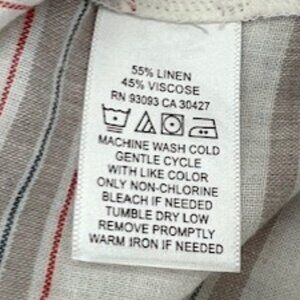 55% LINEN
45% VISCOSE
RN 93093 CA 30427
MACHINE WASH COLD
GENTLE CYCLE
WITH LIKE COLOR
ONLY NON-CHLORINE
BLEACH IF NEEDED
TUMBLE DRY LOW
REMOVE PROMPTLY
WARM IRON IF NEEDED